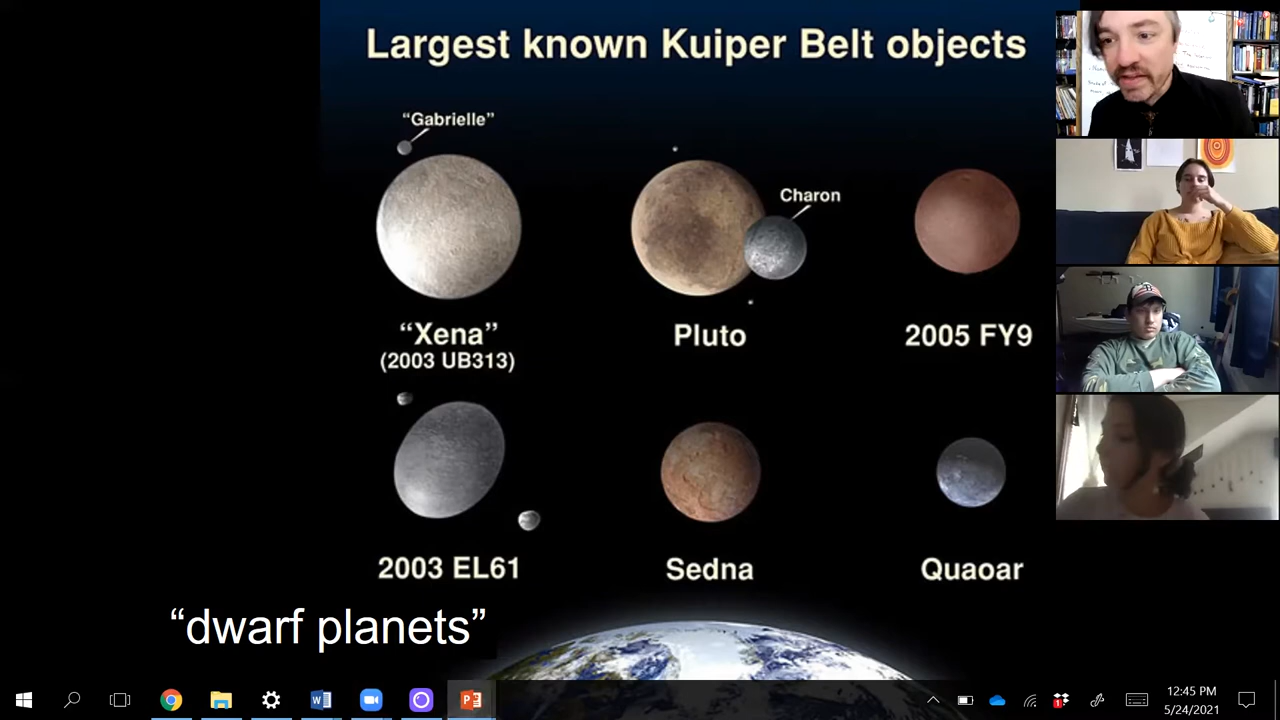 Largest known Kuiper Belt objects
“Gabrielle”
Charon
“Xena”
(2003 UB313)
Pluto
2005 FY9
2003 EL61
Sedna
Quaoar
“dwarf planets”
12:45 PM
5/24/2021